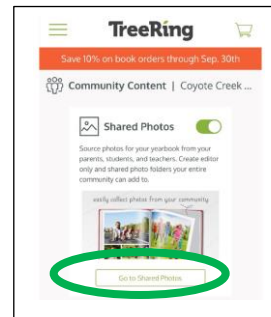 TreeRing
Save 10% on book orders through Sep. 30th
Community Content | Coyote Creek ...
Shared Photos
Source photos for your yearbook from your
parents, students, and teachers. Create editor
only and shared photo folders your entire
community can add to.
easily collect photos from your community
Go to Shared Photos